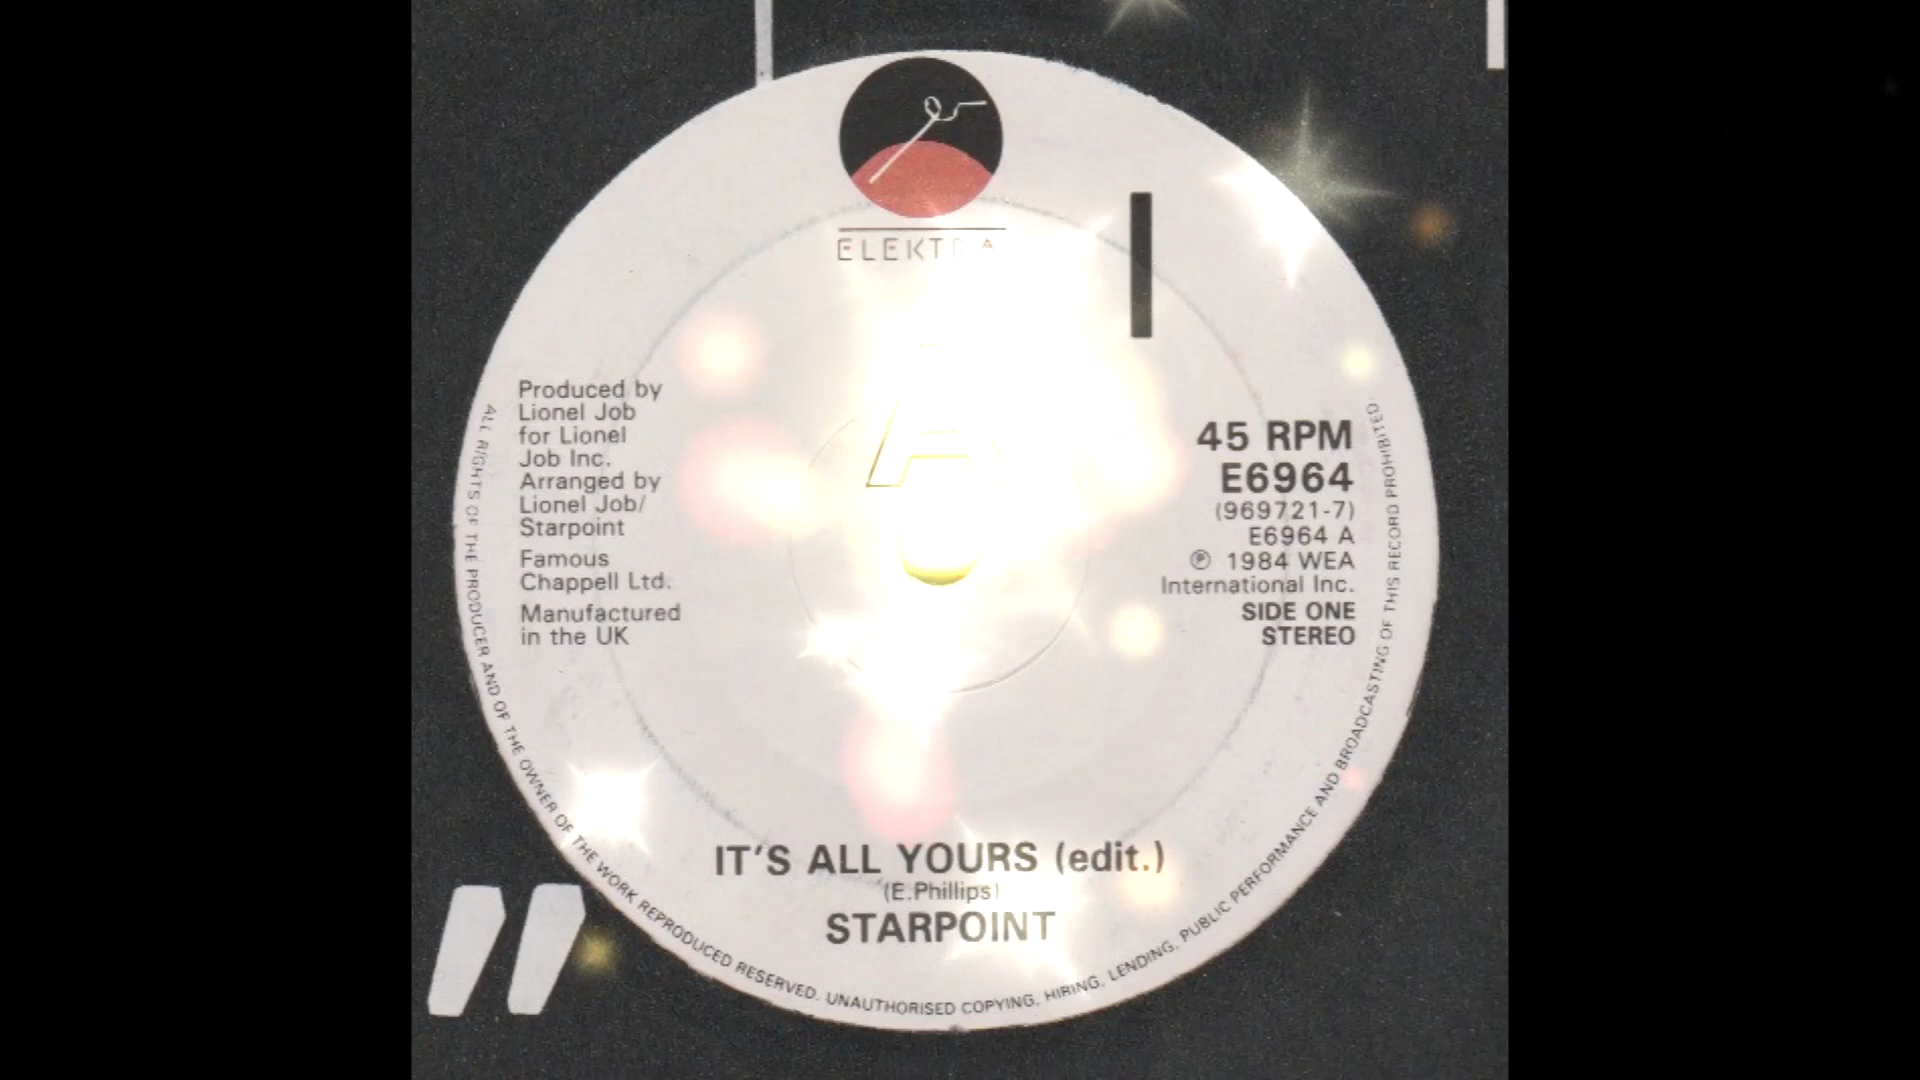 ELEKTRA
A
Produced by
Lionel Job
for Lionel
Job Inc.
Arranged by
Lionel Job/
Starpoint
Famous
Chappell Ltd.
Manufactured
in the UK
45 RPM
E6964
(969721-7)
E6964 A
℗ 1984 WEA
International Inc.
SIDE ONE
STEREO
IT'S ALL YOURS (edit.)
(E.Phillips)
STARPOINT
ALL RIGHTS OF THE PRODUCER AND OF THE OWNER OF THE WORK REPRODUCED RESERVED. UNAUTHORISED COPYING, HIRING, LENDING, PUBLIC PERFORMANCE AND BROADCASTING OF THIS RECORD PROHIBITED.